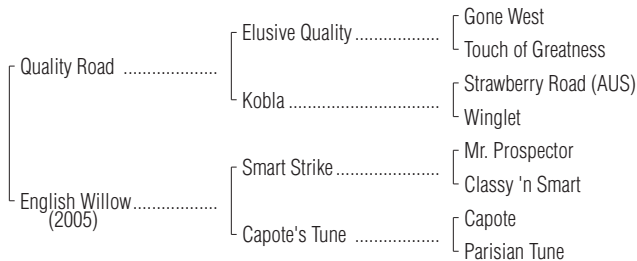 Gone West
Elusive Quality ....................
Touch of Greatness
Quality Road ....................
Strawberry Road (AUS)
Kobla ....................................
Winglet
Mr. Prospector
Smart Strike .........................
Classy 'n Smart
English Willow..................
(2005)
Capote
Capote's Tune ....................
Parisian Tune